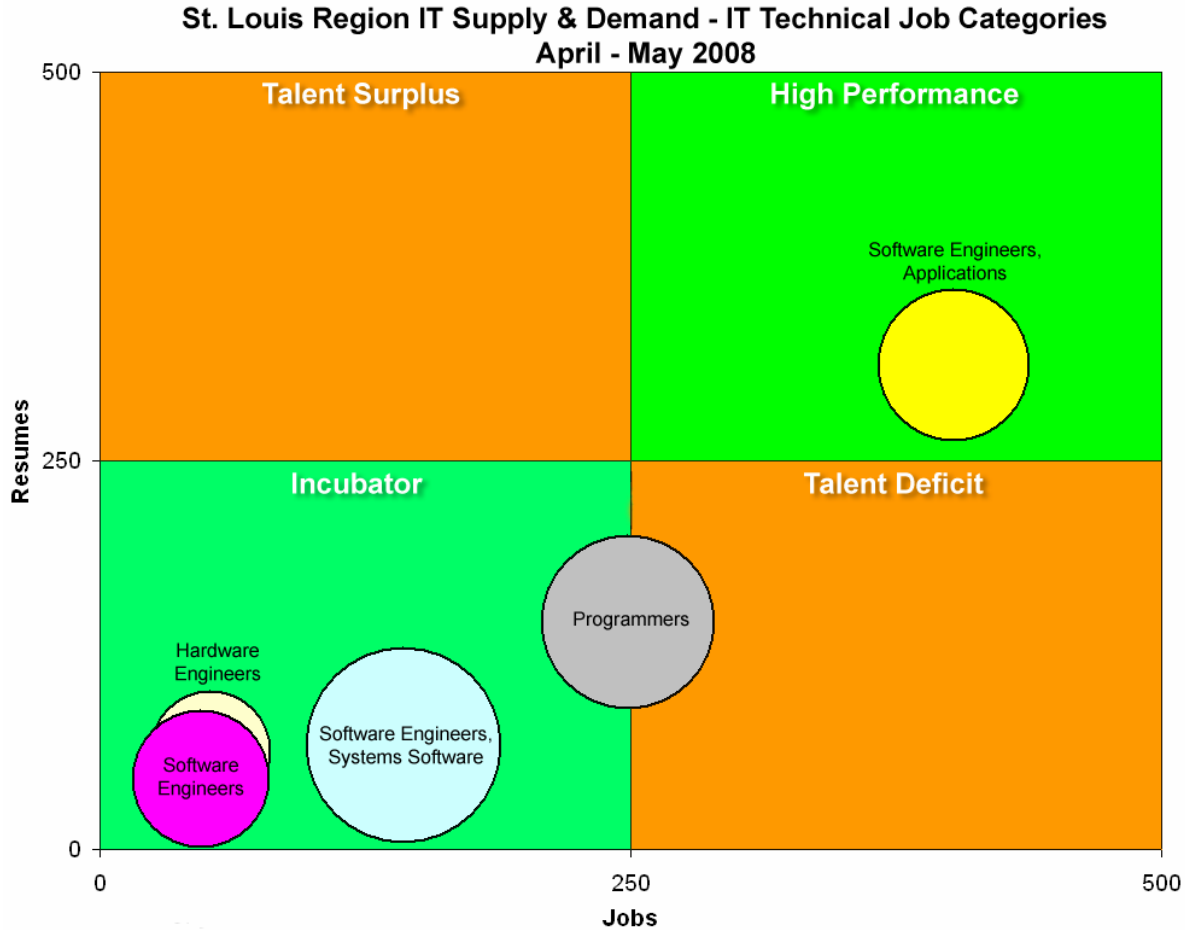 St. Louis Region IT Supply & Demand - IT Technical Job Categories
April - May 2008
500
Talent Surplus
High Performance
Software Engineers,
Applications
Resumes
250
Incubator
Talent Deficit
Programmers
Hardware
Engineers
Software Engineers,
Systems Software
Software
Engineers
0
0
250
500
Jobs